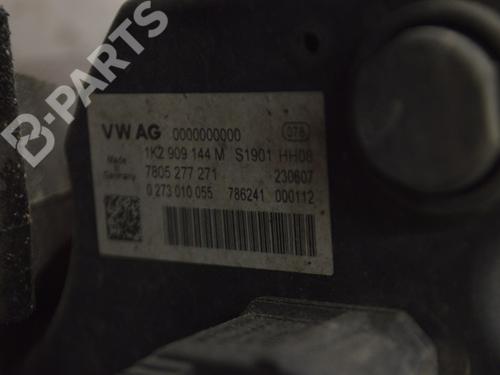 B-PARTS
VW AG 0000000000 078
1K2 909 144 M S1901 HH08
Made in Germany
7805 277 271 230607
0 273 010 055 786241 000112